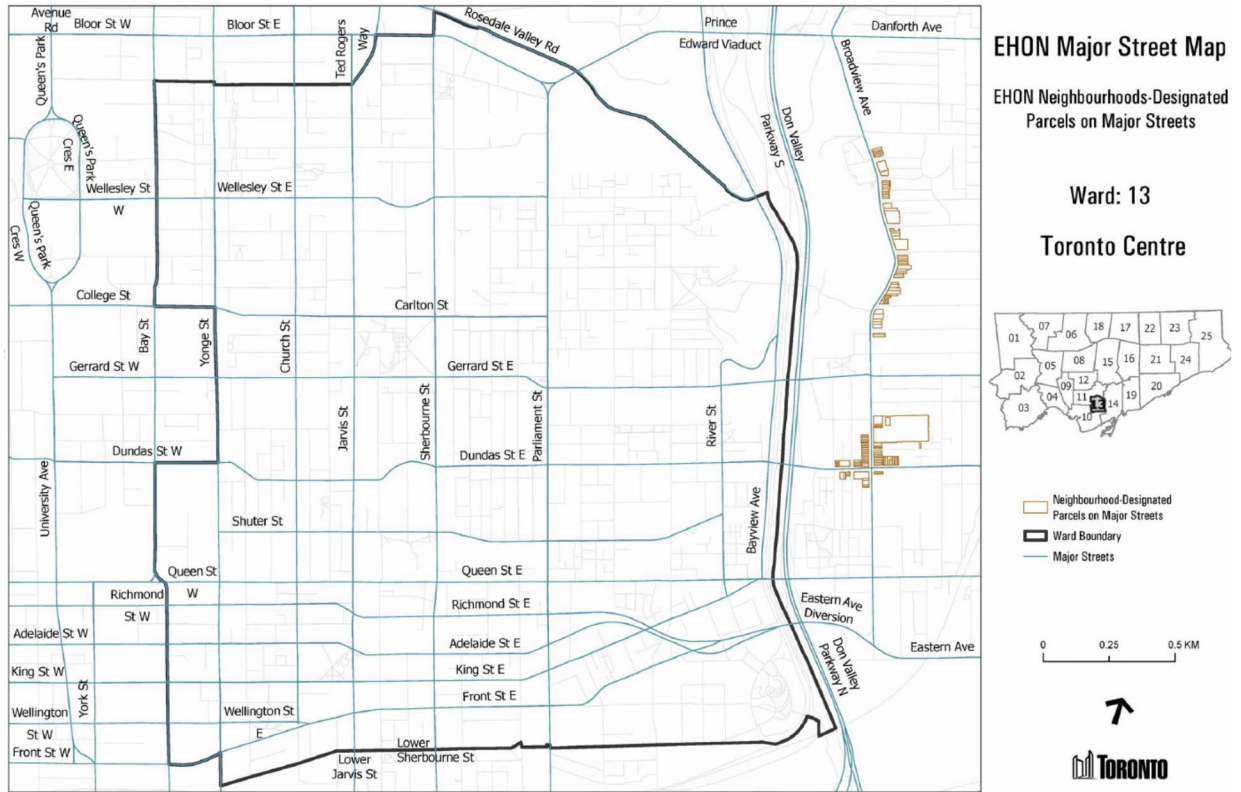 Avenue
Rd
Bloor St W
Bloor St E
Ted Rogers
Way
Rosedale Valley Rd
Prince
Edward Viaduct
Danforth Ave
Broadview Ave
Queen's Park
Queen's Park
Cres E
Don Valley
Parkway S
Wellesley St
W
Wellesley St E
Queen's Park
Cres W
College St
Carlton St
Bay St
Yonge St
Church St
Gerrard St W
Gerrard St E
Jarvis St
Sherbourne St
Parliament St
River St
Dundas St W
Dundas St E
University Ave
Shuter St
Bayview Ave
Queen St
W
Queen St E
Richmond
St W
Richmond St E
Eastern Ave
Diversion
Adelaide St W
Adelaide St E
Eastern Ave
King St W
King St E
Don Valley
Parkway N
York St
Front St E
Wellington
St W
Wellington St
E
Front St W
Lower
Jarvis St
Lower
Sherbourne St
EHON Major Street Map
EHON Neighbourhoods-Designated
Parcels on Major Streets
Ward: 13
Toronto Centre
01
07
06
18
17
22
23
25
02
05
08
15
16
21
24
03
04
09
12
11
13
14
19
20
10
Neighbourhood-Designated
Parcels on Major Streets
Ward Boundary
Major Streets
0
0.25
0.5 KM
TORONTO